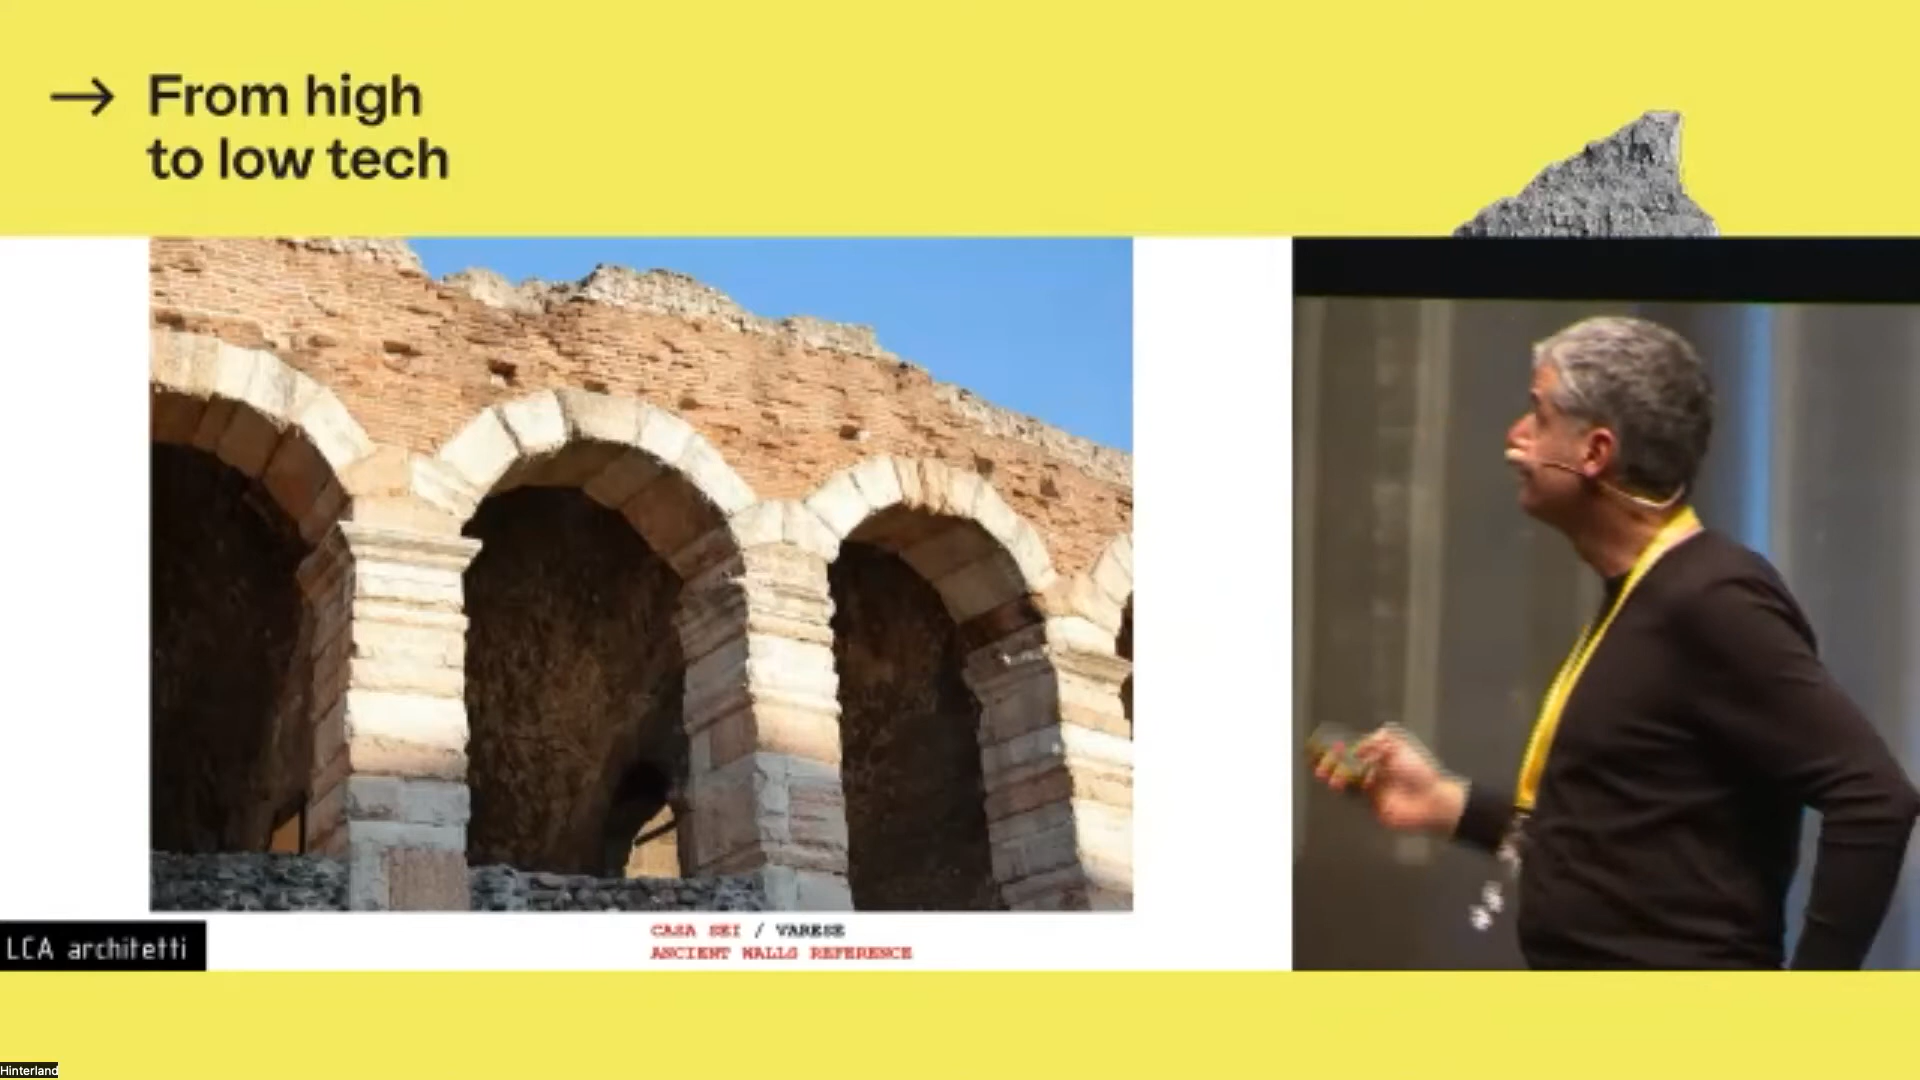 → From high
to low tech
LCA architetti
CASA SEI / VARESE
ANCIENT WALLS REFERENCE
Hinterland